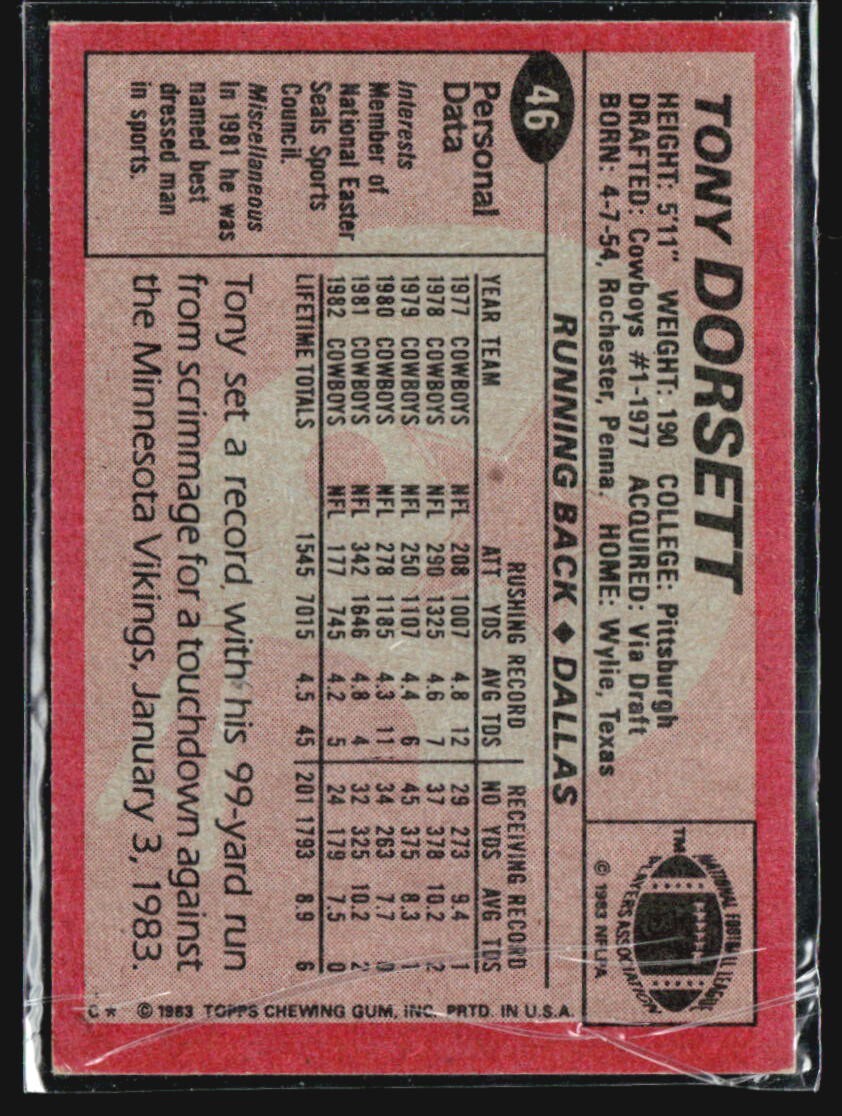 TONY DORSETT
HEIGHT: 5'11" WEIGHT: 190 COLLEGE: Pittsburgh
DRAFTED: Cowboys #1-1977 ACQUIRED: Via Draft
BORN: 4-7-54, Rochester, Penna. HOME: Wylie, Texas
TM
NATIONAL FOOTBALL LEAGUE
PLAYERS ASSOCIATION
© 1983 NFLPA
46
RUNNING BACK ♦ DALLAS
Personal
Data
Interests
Member of
National Easter
Seals Sports
Council.
Miscellaneous
In 1981 he was
named best
dressed man
in sports.
RUSHING RECORD RECEIVING RECORD
YEAR TEAM ATT YDS AVG TDS NO YDS AVG TDS
1977 COWBOYS NFL 208 1007 4.8 12 29 273 9.4 1
1978 COWBOYS NFL 290 1325 4.6 7 37 378 10.2 2
1979 COWBOYS NFL 250 1107 4.4 6 45 375 8.3 1
1980 COWBOYS NFL 278 1185 4.3 11 34 263 7.7 0
1981 COWBOYS NFL 342 1646 4.8 4 32 325 10.2 2
1982 COWBOYS NFL 177 745 4.2 5 24 179 7.5 0
LIFETIME TOTALS 1545 7015 4.5 45 201 1793 8.9 6
Tony set a record with his 99-yard run
from scrimmage for a touchdown against
the Minnesota Vikings, January 3, 1983.
C* © 1983 TOPPS CHEWING GUM, INC. PRTD. IN U.S.A.